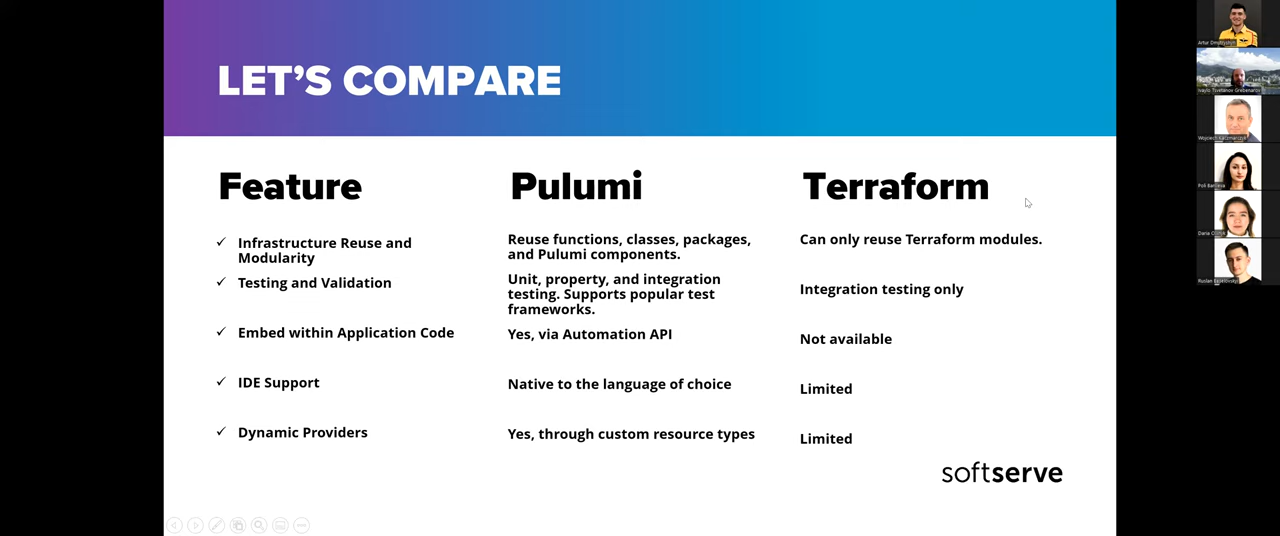 LET'S COMPARE
Feature
Pulumi
Terraform
✓ Infrastructure Reuse and
Modularity
Reuse functions, classes, packages,
and Pulumi components.
Can only reuse Terraform modules.
✓ Testing and Validation
Unit, property, and integration
testing. Supports popular test
frameworks.
Integration testing only
✓ Embed within Application Code
Yes, via Automation API
Not available
✓ IDE Support
Native to the language of choice
Limited
✓ Dynamic Providers
Yes, through custom resource types
Limited
softserve